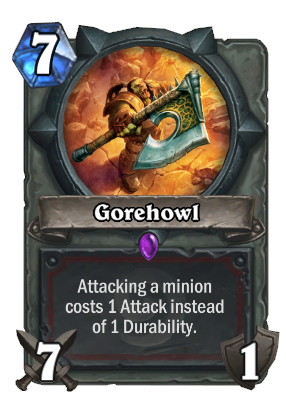 7
Gorehowl
Attacking a minion
costs 1 Attack instead
of 1 Durability.
7 1